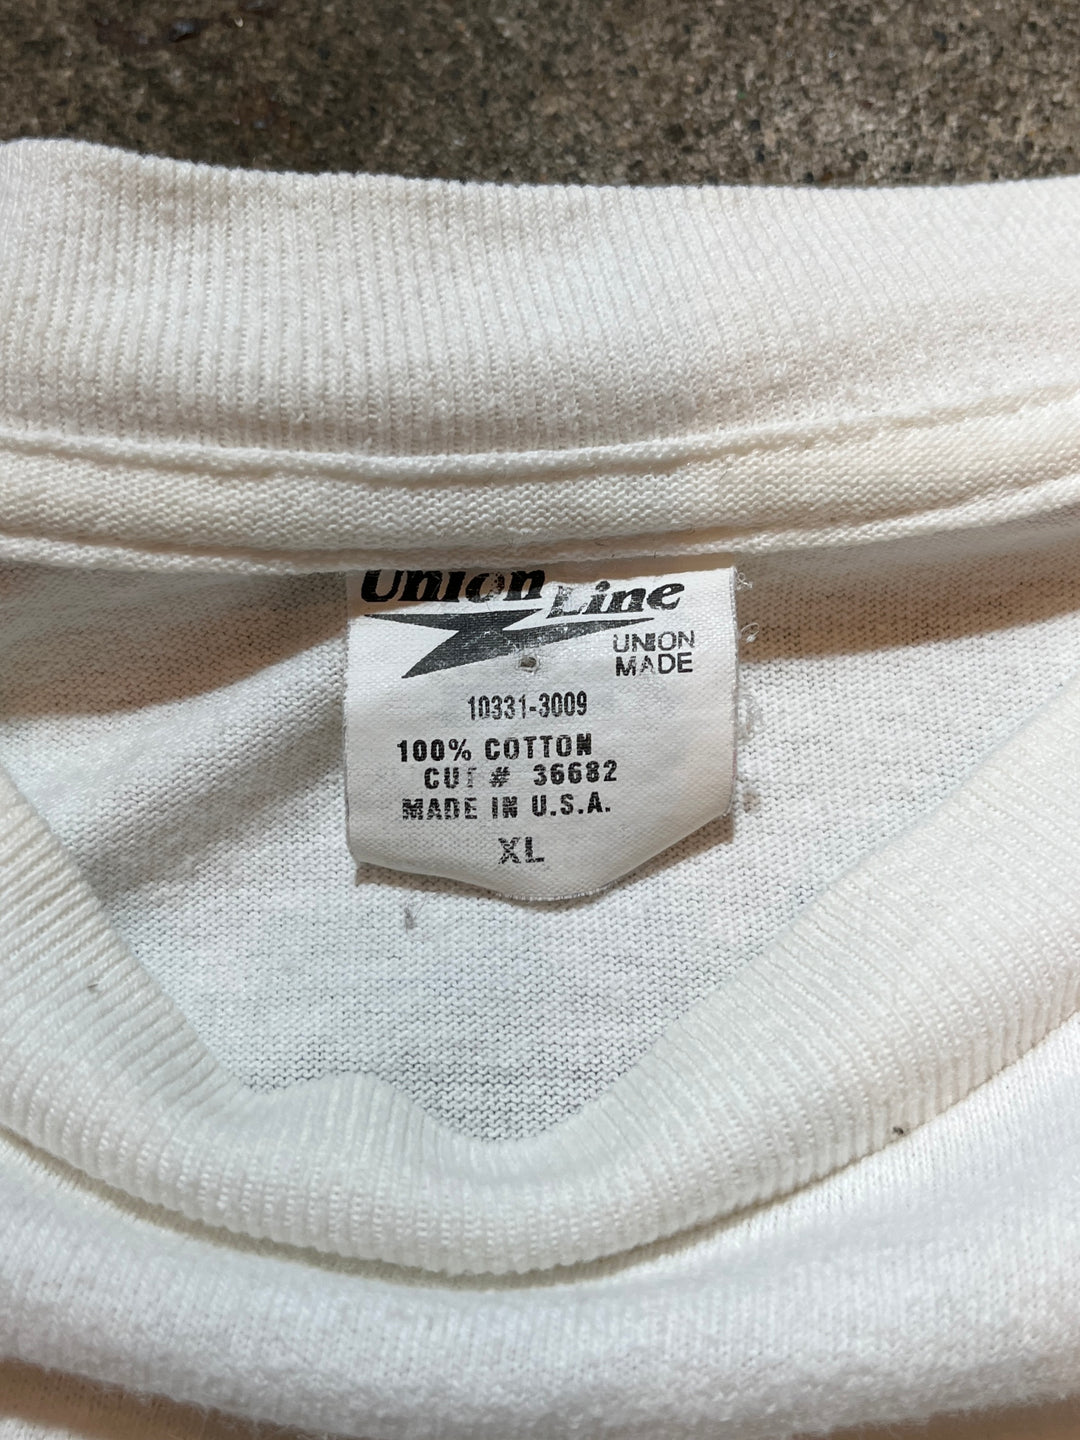 Union Line
UNION
MADE
10331-3009
100% COTTON
CUT # 36682
MADE IN U.S.A.
XL